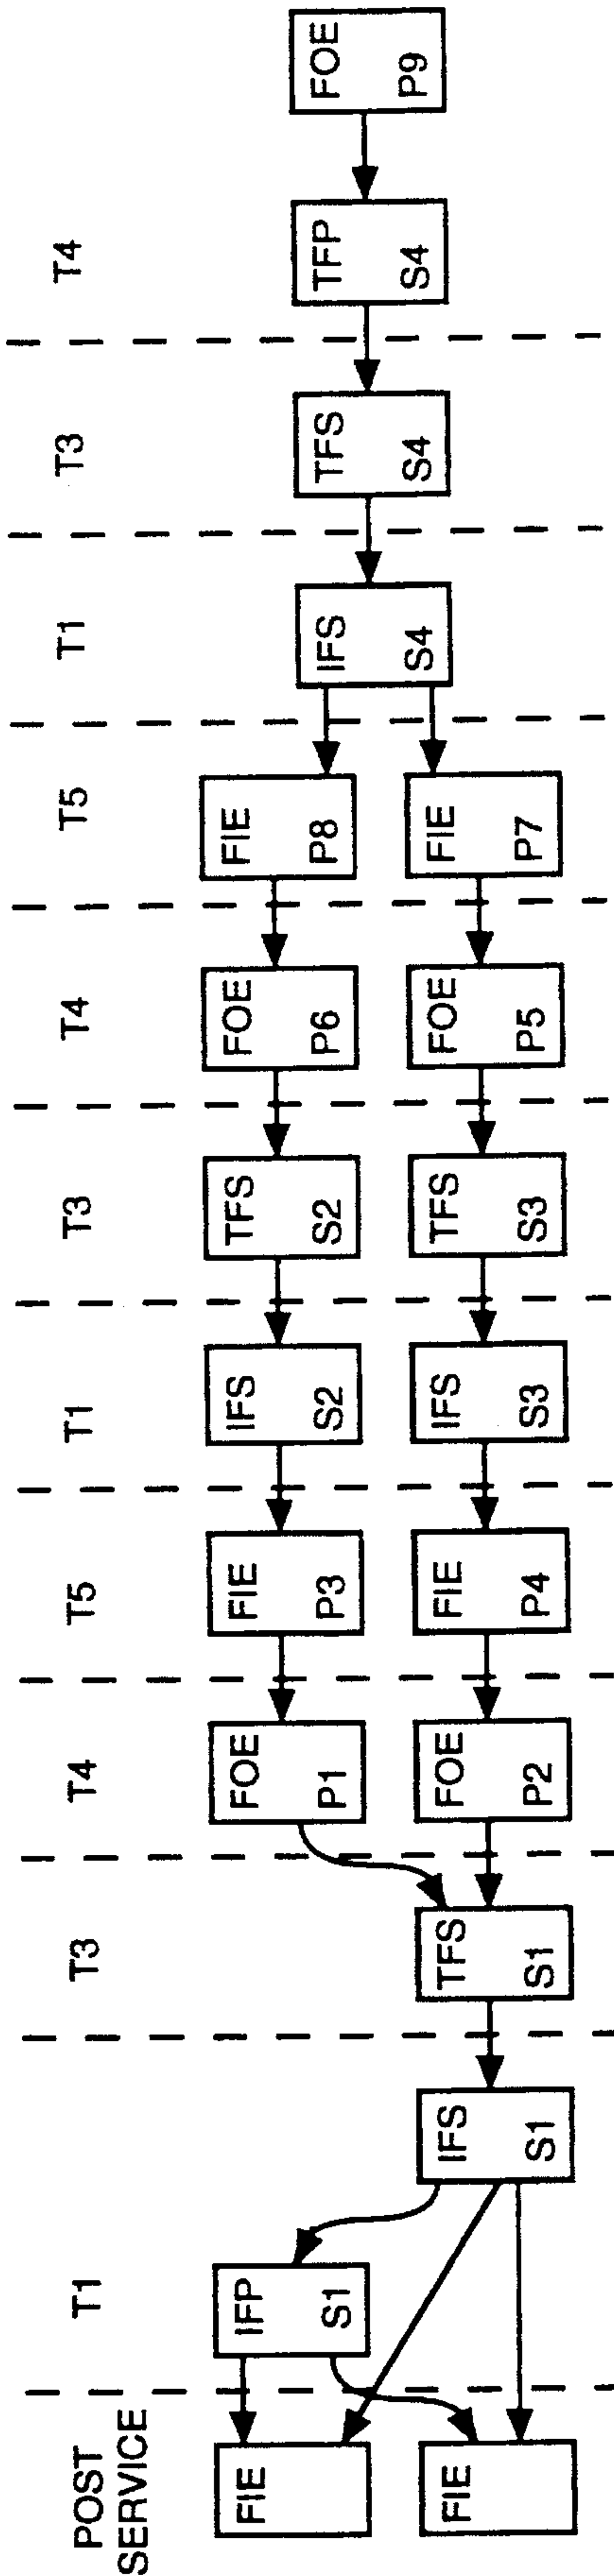 POST
SERVICE
T1
T3
T4
T5
T1
T3
T4
T5
T1
T3
T4
FIE
IFP
S1
FOE
P1
FIE
P3
IFS
S2
TFS
S2
FOE
P6
FIE
P8
IFS
S4
TFS
S4
TFP
S4
FOE
P9
FIE
IFS
S1
TFS
S1
FOE
P2
FIE
P4
IFS
S3
TFS
S3
FOE
P5
FIE
P7